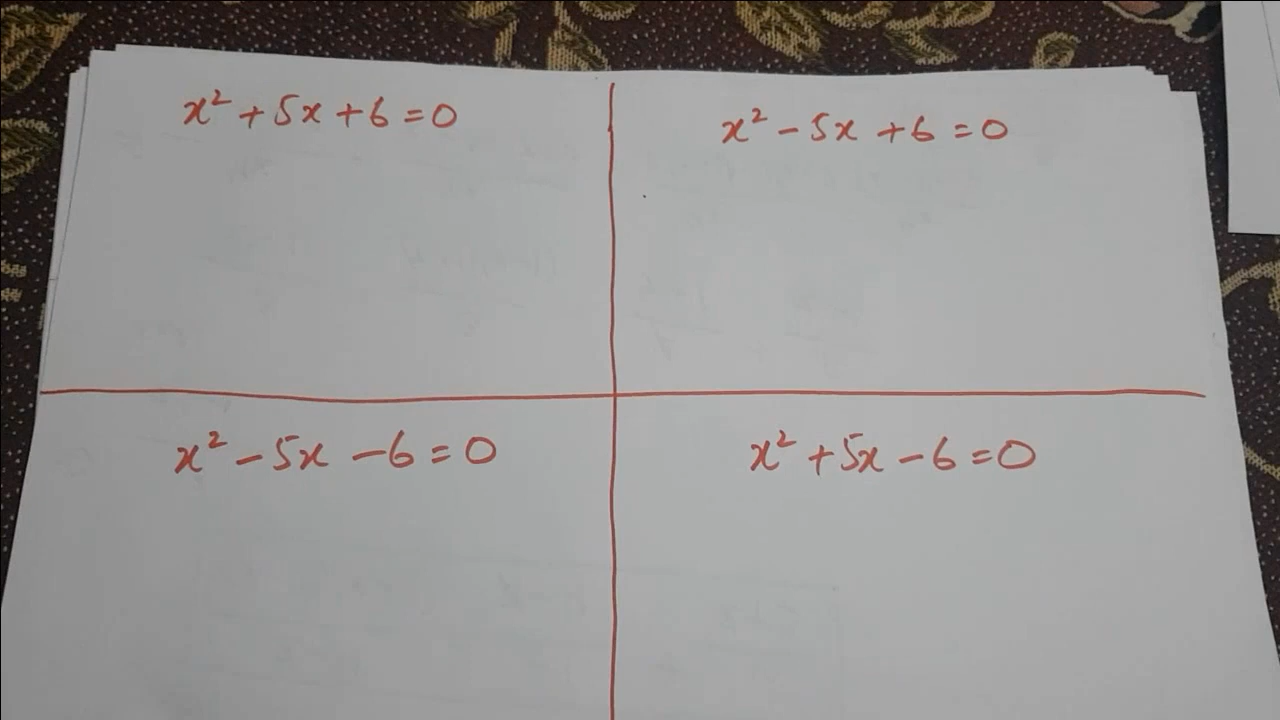 x² + 5x + 6 = 0
x² - 5x + 6 = 0
x² - 5x - 6 = 0
x² + 5x - 6 = 0